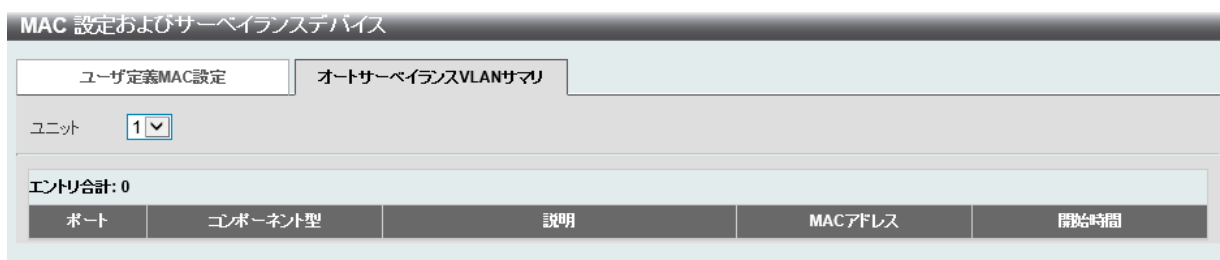 MAC 設定およびサーベイランスデバイス
ユーザ定義MAC設定 オートサーベイランスVLANサマリ
ユニット 1
エントリ合計: 0
ポート コンポーネント型 説明 MACアドレス 開始時間